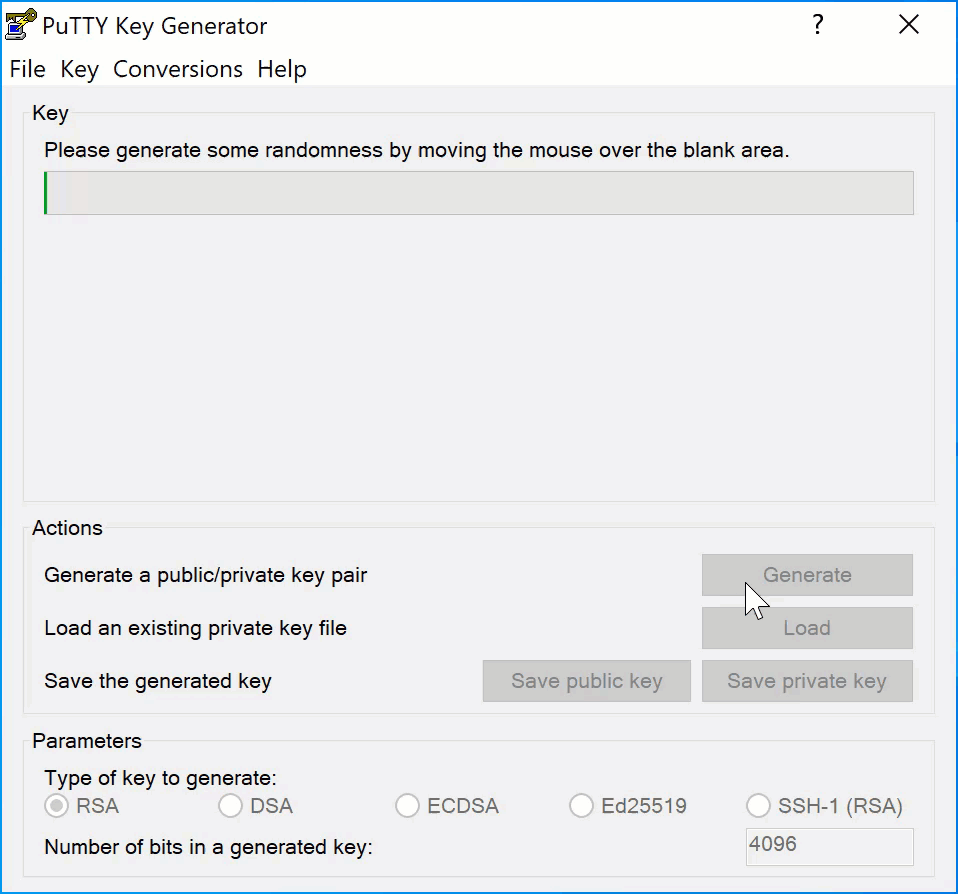 PuTTY Key Generator
?
File Key Conversions Help
Key
Please generate some randomness by moving the mouse over the blank area.
Actions
Generate a public/private key pair
Generate
Load an existing private key file
Load
Save the generated key
Save public key
Save private key
Parameters
Type of key to generate:
RSA DSA ECDSA Ed25519 SSH-1 (RSA)
Number of bits in a generated key:
4096